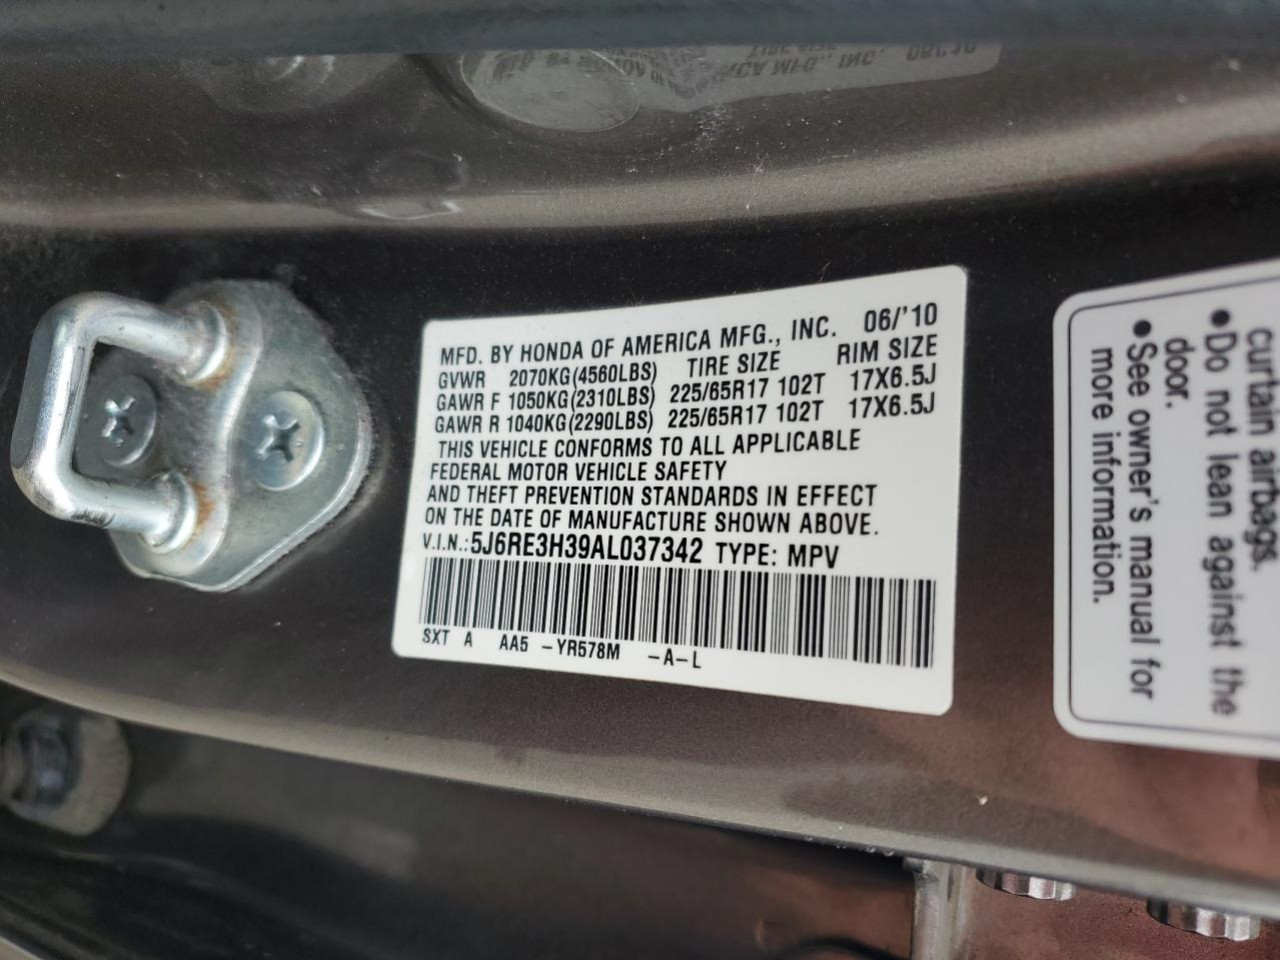 MFD. BY HONDA OF AMERICA MFG., INC. 06/'10
GVWR 2070KG(4560LBS) TIRE SIZE RIM SIZE
GAWR F 1050KG(2310LBS) 225/65R17 102T 17X6.5J
GAWR R 1040KG(2290LBS) 225/65R17 102T 17X6.5J
THIS VEHICLE CONFORMS TO ALL APPLICABLE
FEDERAL MOTOR VEHICLE SAFETY
AND THEFT PREVENTION STANDARDS IN EFFECT
ON THE DATE OF MANUFACTURE SHOWN ABOVE.
V.I.N.: 5J6RE3H39AL037342 TYPE: MPV
SXT A AA5 -YR578M -A-L
curtain airbags.
•Do not lean against the
door.
•See owner's manual for
more information.